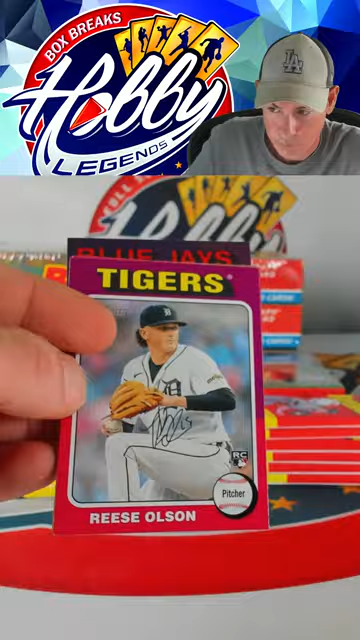 BOX BREAKS
Hobby
LEGENDS
LA
BLUE JAYS
TIGERS
RC
Pitcher
REESE OLSON